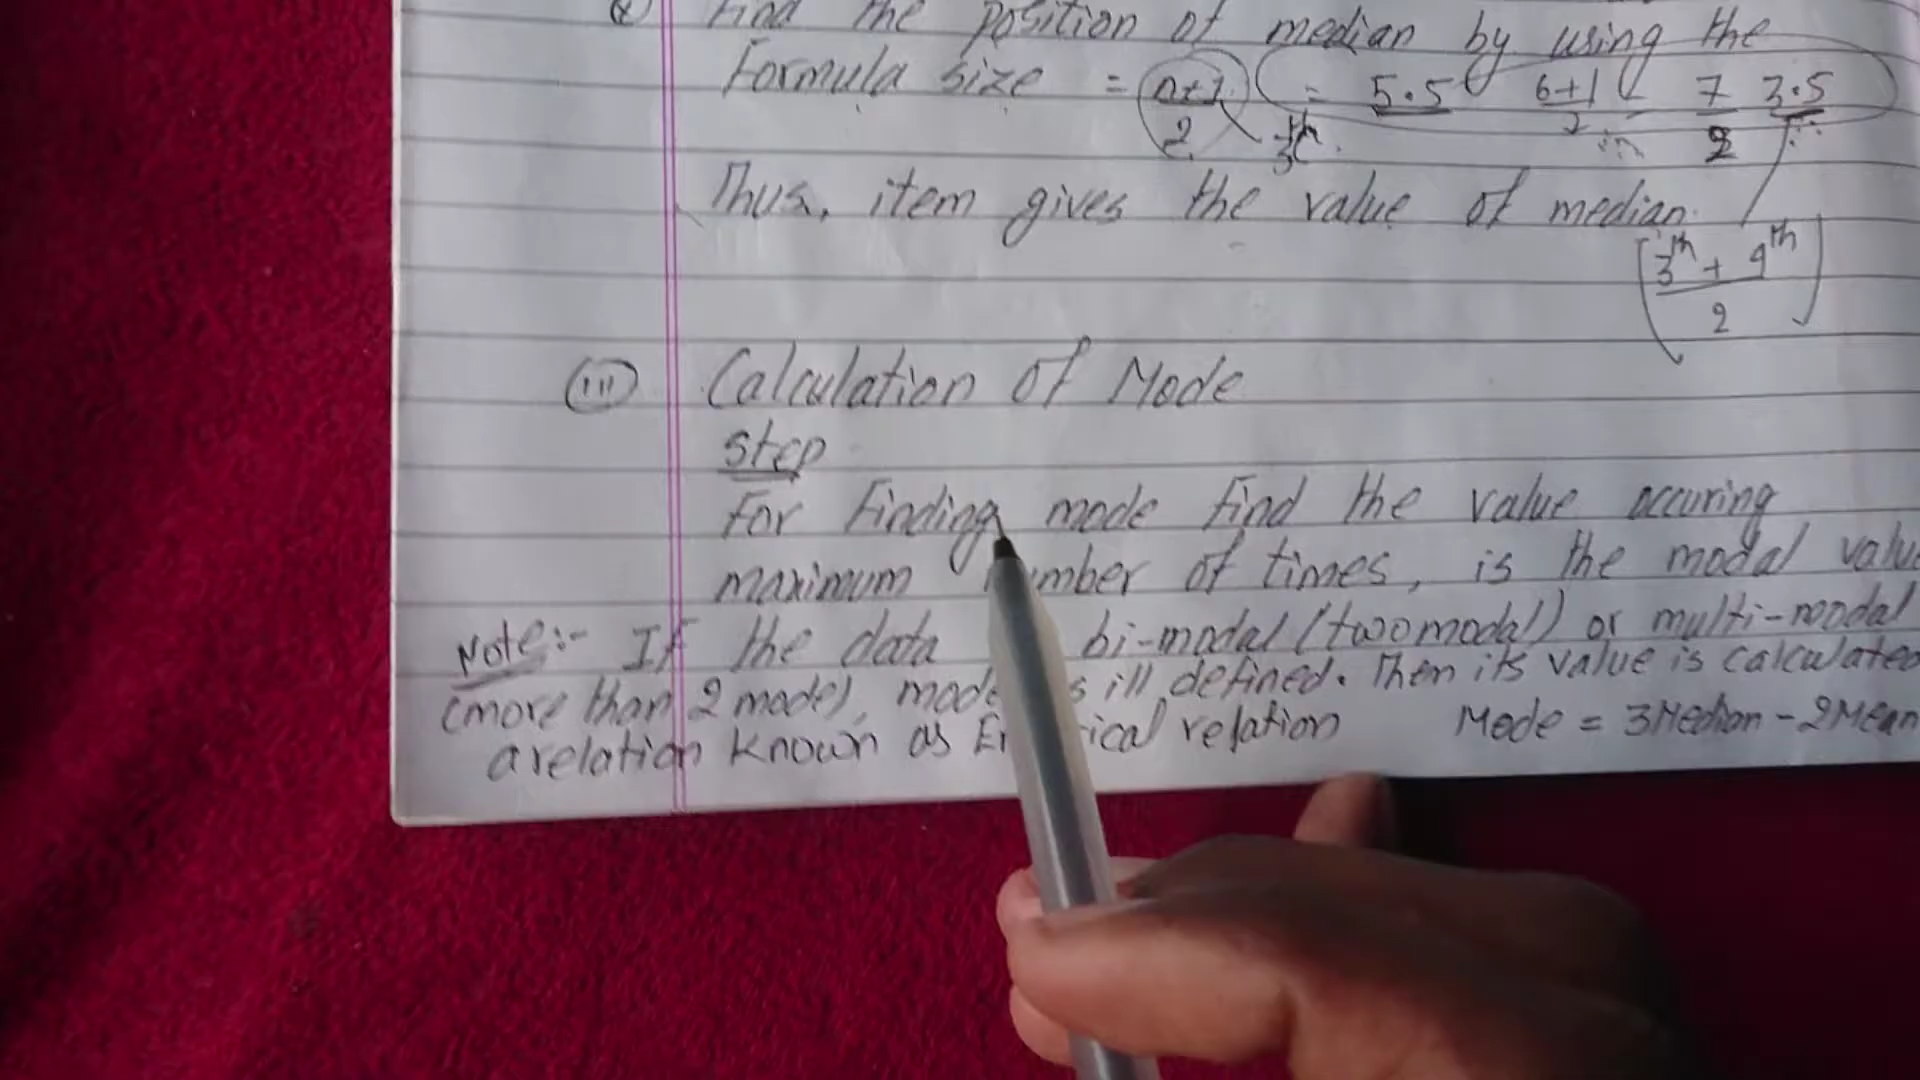 Find the position of median by using the
Formula size = n+1/2 th = 5.5 6+1/2 = 7/2 3.5
Thus, item gives the value of median.
[3th + 4th / 2]
(iii) Calculation of Mode
Step
For Finding mode find the value occuring
maximum number of times, is the modal value
Note:- If the data bi-modal (two modal) or multi-modal
(more than 2 mode), mode is ill defined. Then its value is calculated
a relation known as relation Mode = 3Median - 2Mean